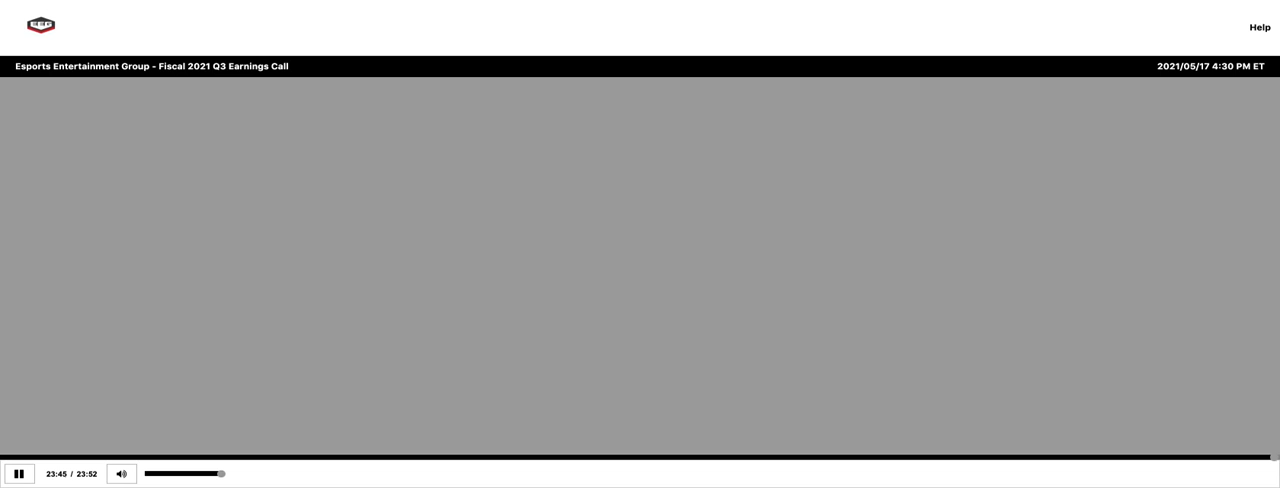 EEG
Help
Esports Entertainment Group - Fiscal 2021 Q3 Earnings Call
2021/05/17 4:30 PM ET
23:45 / 23:52